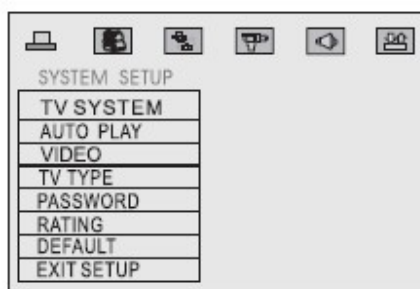 SYSTEM SETUP
TV SYSTEM
AUTO PLAY
VIDEO
TV TYPE
PASSWORD
RATING
DEFAULT
EXIT SETUP